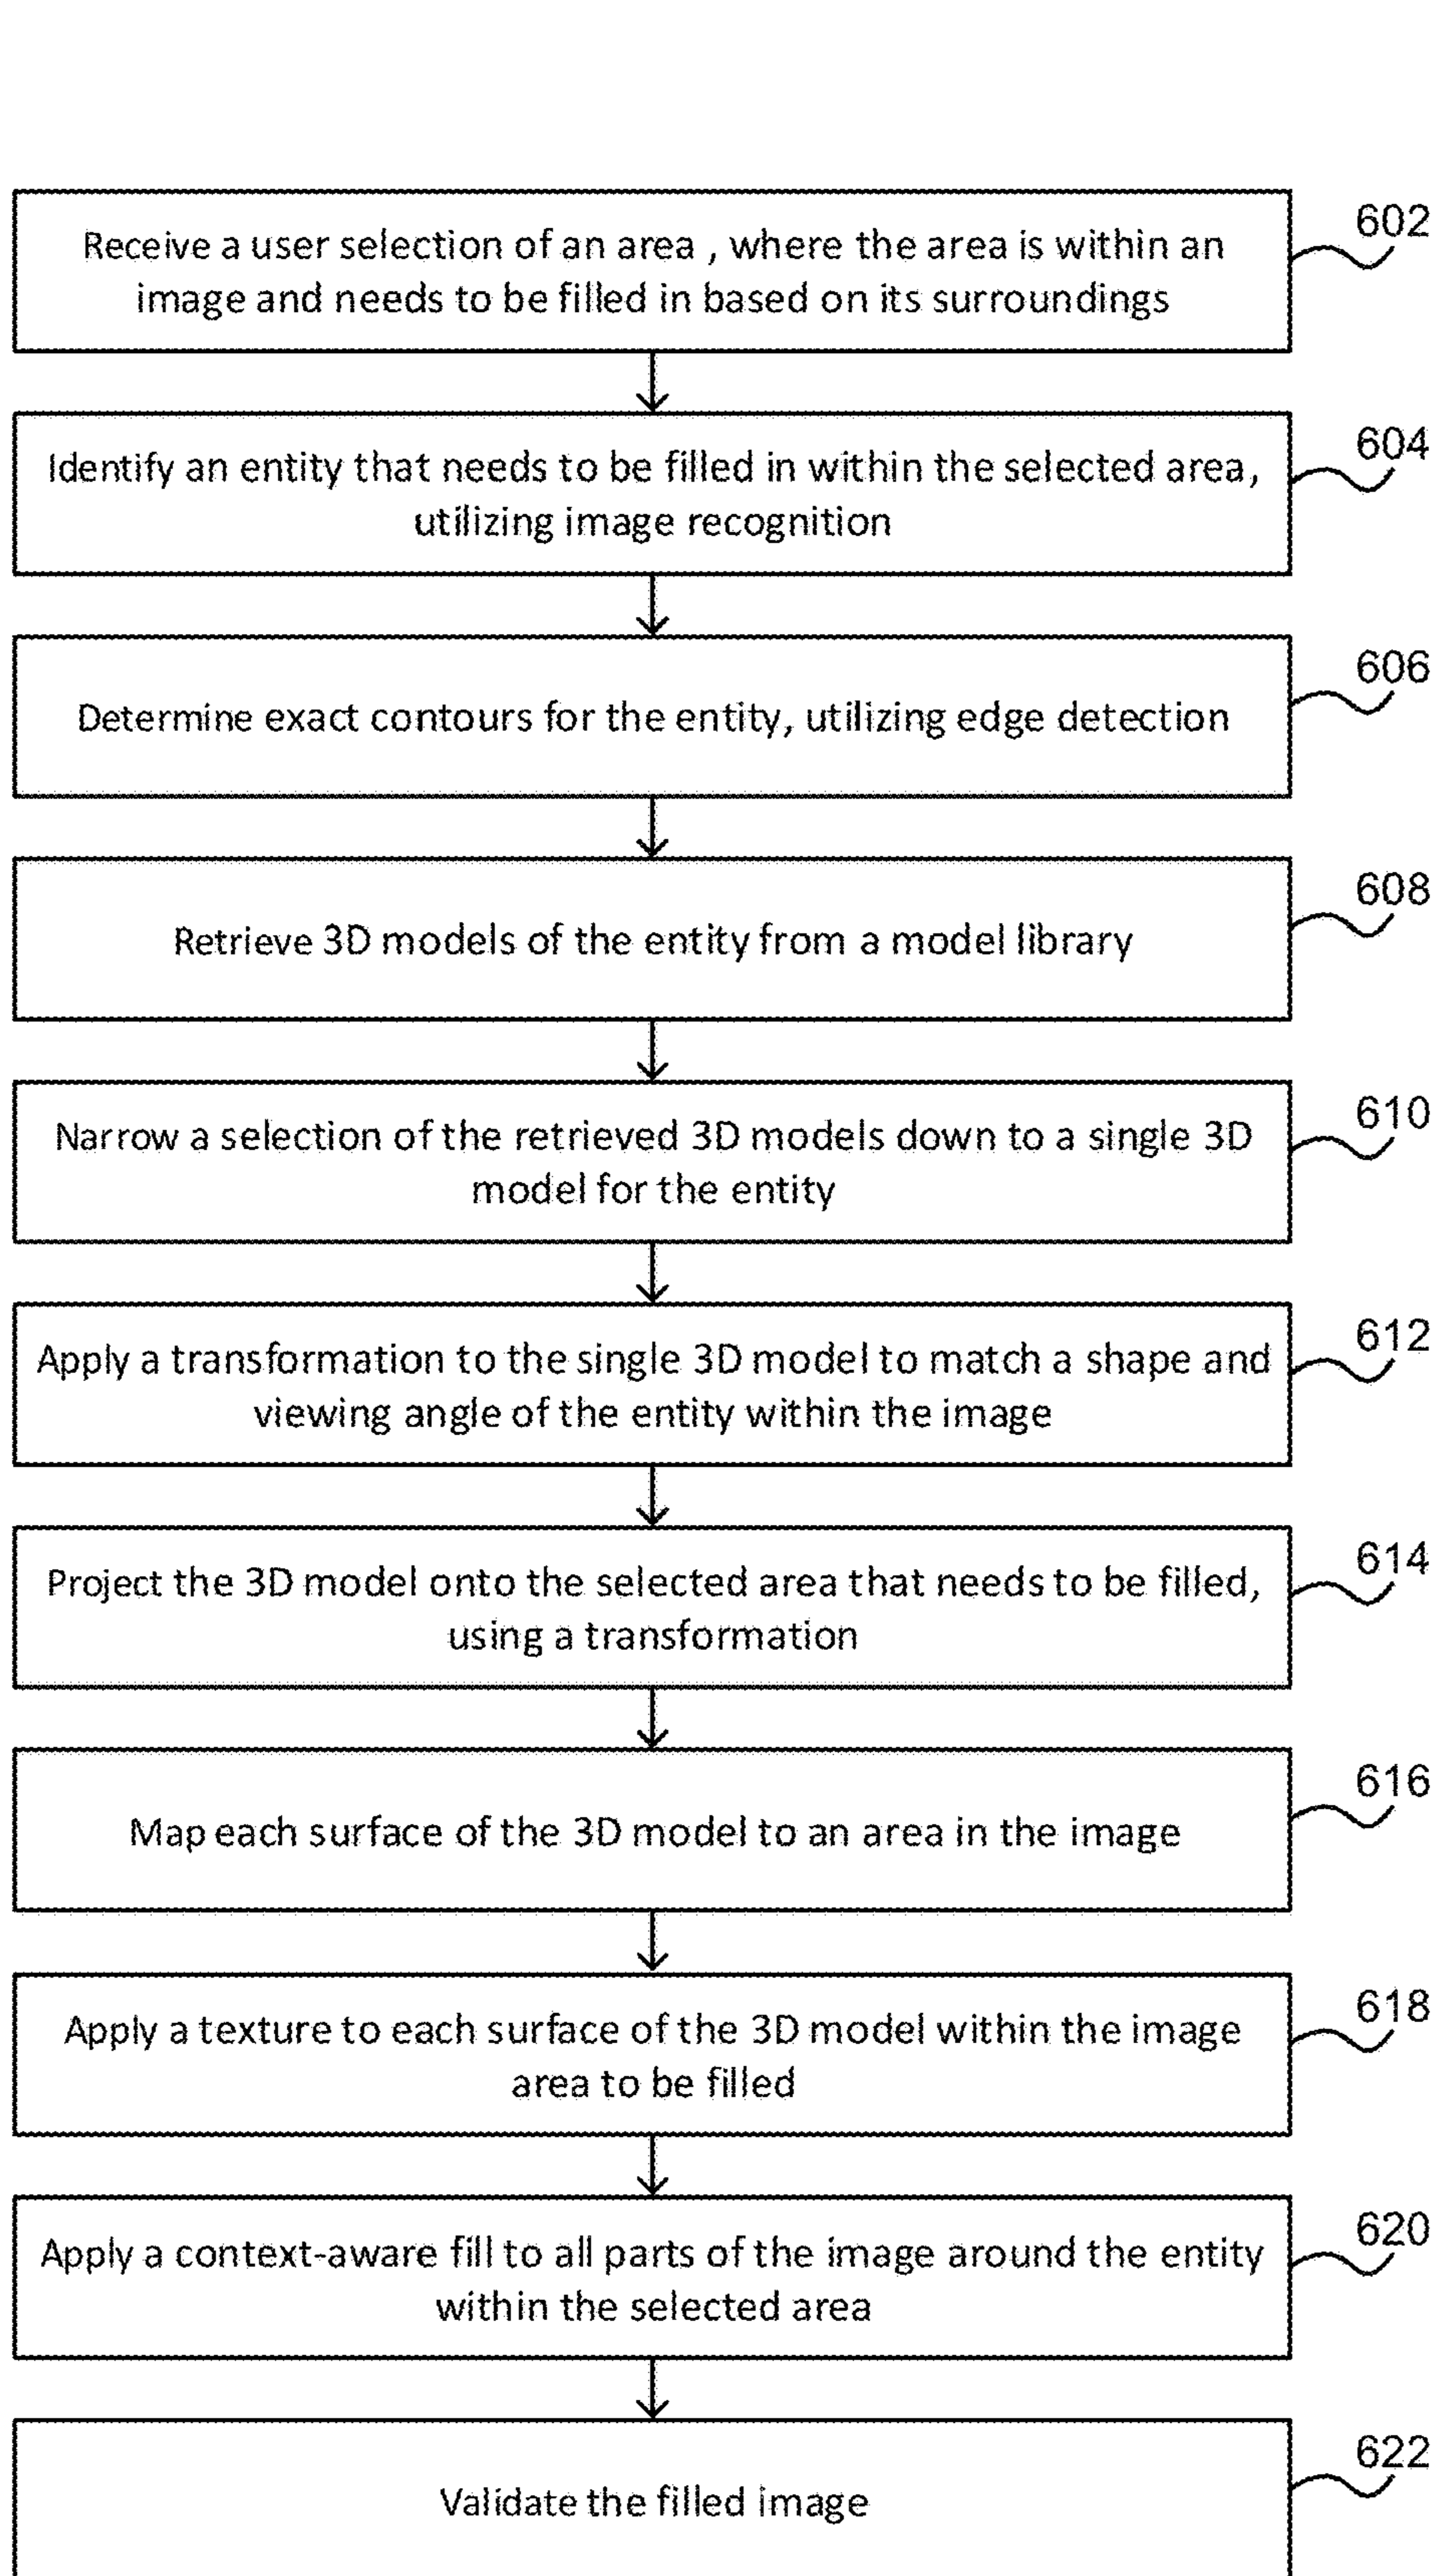 602
Receive a user selection of an area , where the area is within an
image and needs to be filled in based on its surroundings
604
Identify an entity that needs to be filled in within the selected area,
utilizing image recognition
606
Determine exact contours for the entity, utilizing edge detection
608
Retrieve 3D models of the entity from a model library
610
Narrow a selection of the retrieved 3D models down to a single 3D
model for the entity
612
Apply a transformation to the single 3D model to match a shape and
viewing angle of the entity within the image
614
Project the 3D model onto the selected area that needs to be filled,
using a transformation
616
Map each surface of the 3D model to an area in the image
618
Apply a texture to each surface of the 3D model within the image
area to be filled
620
Apply a context-aware fill to all parts of the image around the entity
within the selected area
622
Validate the filled image